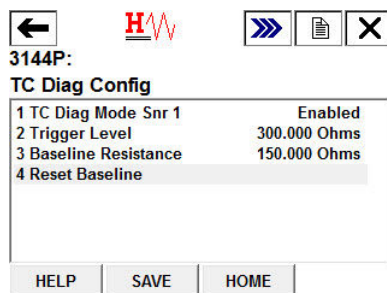 H
3144P:
TC Diag Config
1 TC Diag Mode Snr 1 Enabled
2 Trigger Level 300.000 Ohms
3 Baseline Resistance 150.000 Ohms
4 Reset Baseline
HELP SAVE HOME